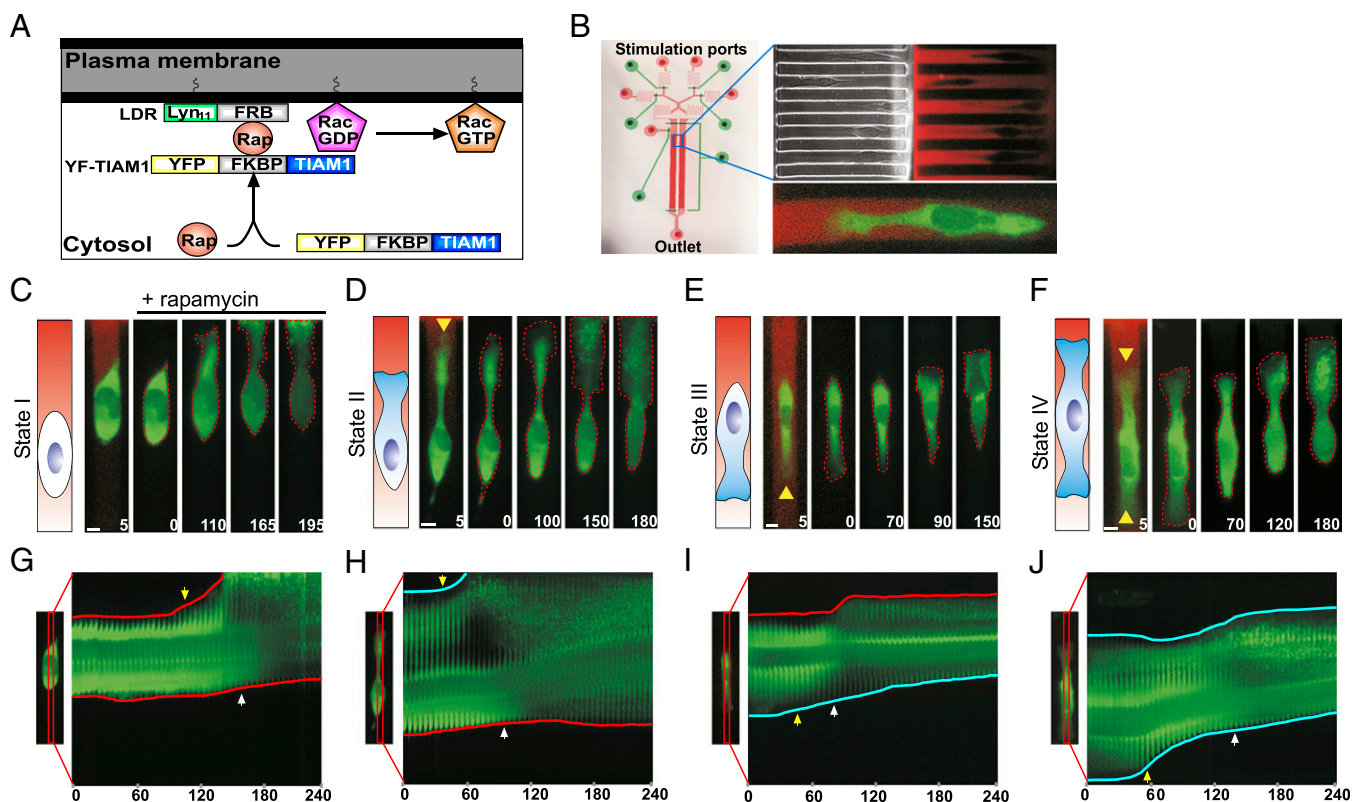 A
Plasma membrane
LDR Lyn11 FRB
Rap
Rac GDP
Rac GTP
YF-TIAM1 YFP FKBP TIAM1
Cytosol Rap YFP FKBP TIAM1
B
Stimulation ports
Outlet
C
+ rapamycin
State I
5 0 110 165 195
D
State II
5 0 100 150 180
E
State III
5 0 70 90 150
F
State IV
5 0 70 120 180
G
0 60 120 180 240
H
0 60 120 180 240
I
0 60 120 180 240
J
0 60 120 180 240